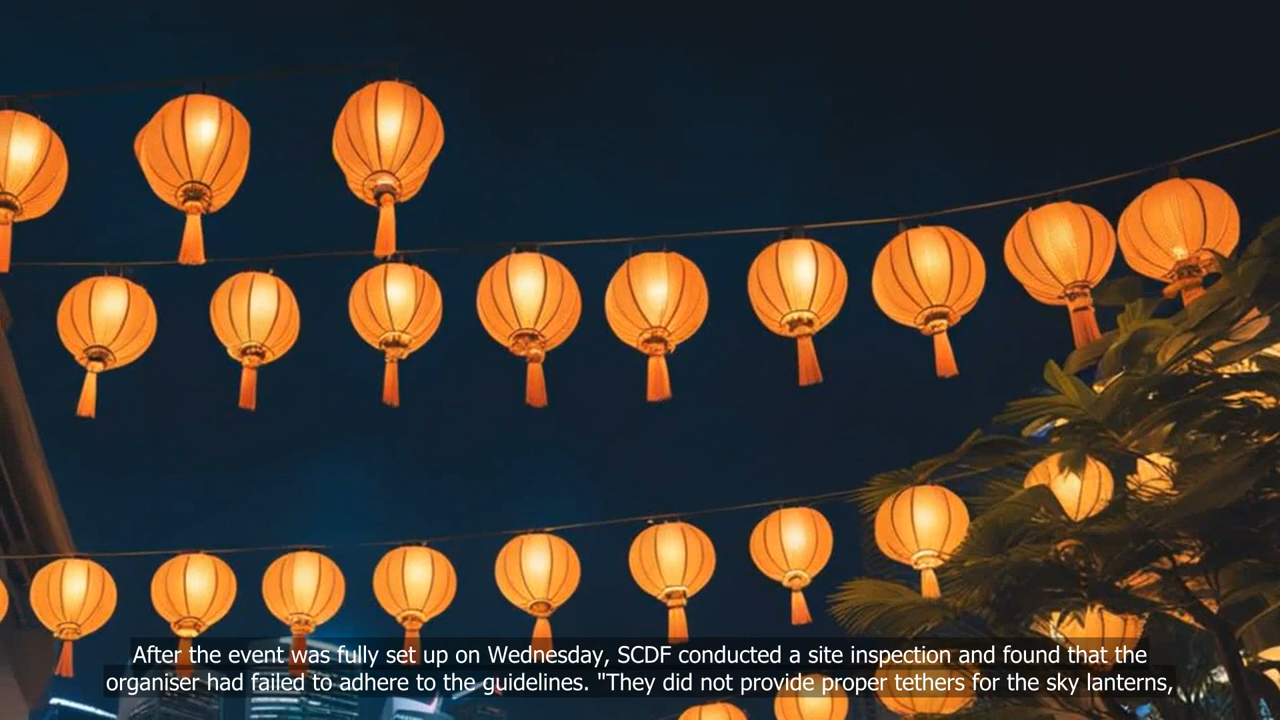 After the event was fully set up on Wednesday, SCDF conducted a site inspection and found that the
organiser had failed to adhere to the guidelines. "They did not provide proper tethers for the sky lanterns,